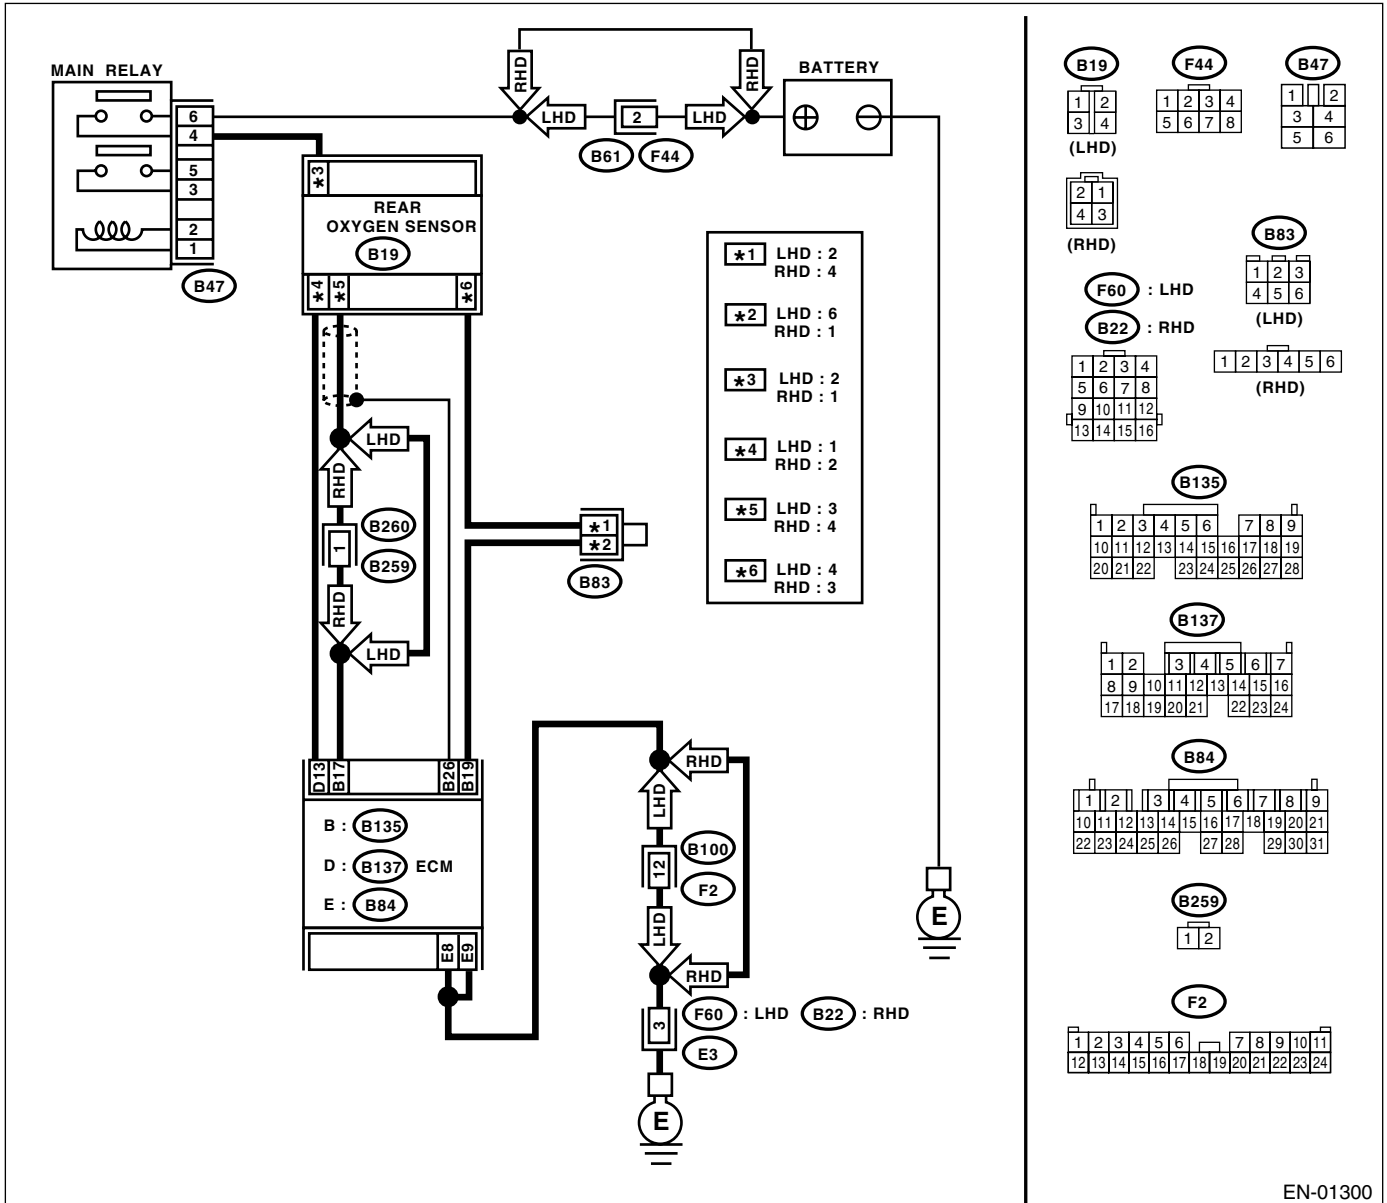 MAIN RELAY
6
4
5
3
2
1
B47
RHD
RHD
LHD
2
LHD
B61
F44
BATTERY
*3
REAR
OXYGEN SENSOR
B19
*4
*5
*6
*1 LHD : 2
RHD : 4
*2 LHD : 6
RHD : 1
*3 LHD : 2
RHD : 1
*4 LHD : 1
RHD : 2
*5 LHD : 3
RHD : 4
*6 LHD : 4
RHD : 3
LHD
RHD
1
B260
B259
RHD
LHD
*1
*2
B83
D13
B17
B26
B19
B : B135
D : B137 ECM
E : B84
E8
E9
RHD
LHD
12
B100
F2
LHD
RHD
3
F60 : LHD B22 : RHD
E3
E
E
B19
1 2
3 4
(LHD)
2 1
4 3
(RHD)
F44
1 2 3 4
5 6 7 8
B47
1 2
3 4
5 6
F60 : LHD
B22 : RHD
1 2 3 4
5 6 7 8
9 10 11 12
13 14 15 16
B83
1 2 3
4 5 6
(LHD)
1 2 3 4 5 6
(RHD)
B135
1 2 3 4 5 6 7 8 9
10 11 12 13 14 15 16 17 18 19
20 21 22 23 24 25 26 27 28
B137
1 2 3 4 5 6 7
8 9 10 11 12 13 14 15 16
17 18 19 20 21 22 23 24
B84
1 2 3 4 5 6 7 8 9
10 11 12 13 14 15 16 17 18 19 20 21
22 23 24 25 26 27 28 29 30 31
B259
1 2
F2
1 2 3 4 5 6 7 8 9 10 11
12 13 14 15 16 17 18 19 20 21 22 23 24
EN-01300